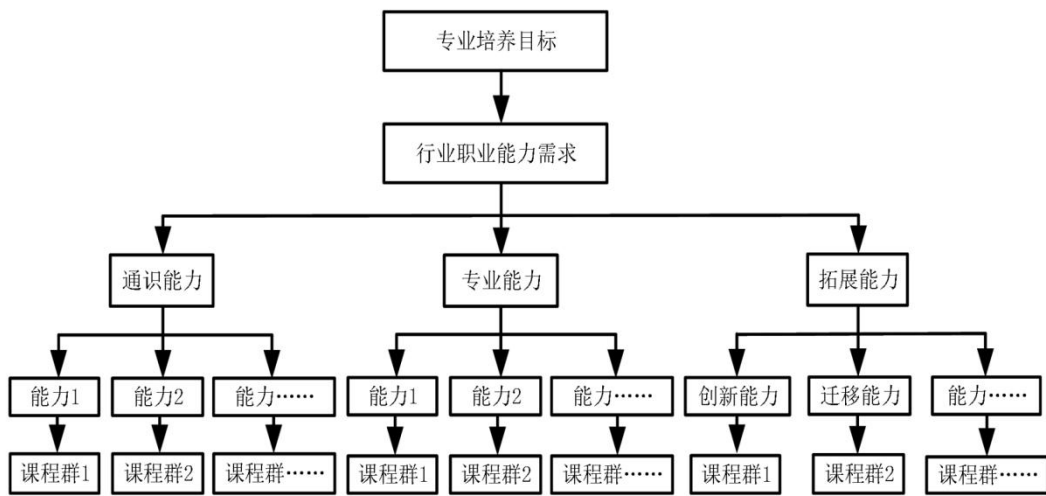 专业培养目标
行业职业能力需求
通识能力
专业能力
拓展能力
能力1
能力2
能力……
能力1
能力2
能力……
创新能力
迁移能力
能力……
课程群1
课程群2
课程群……
课程群1
课程群2
课程群……
课程群1
课程群2
课程群……